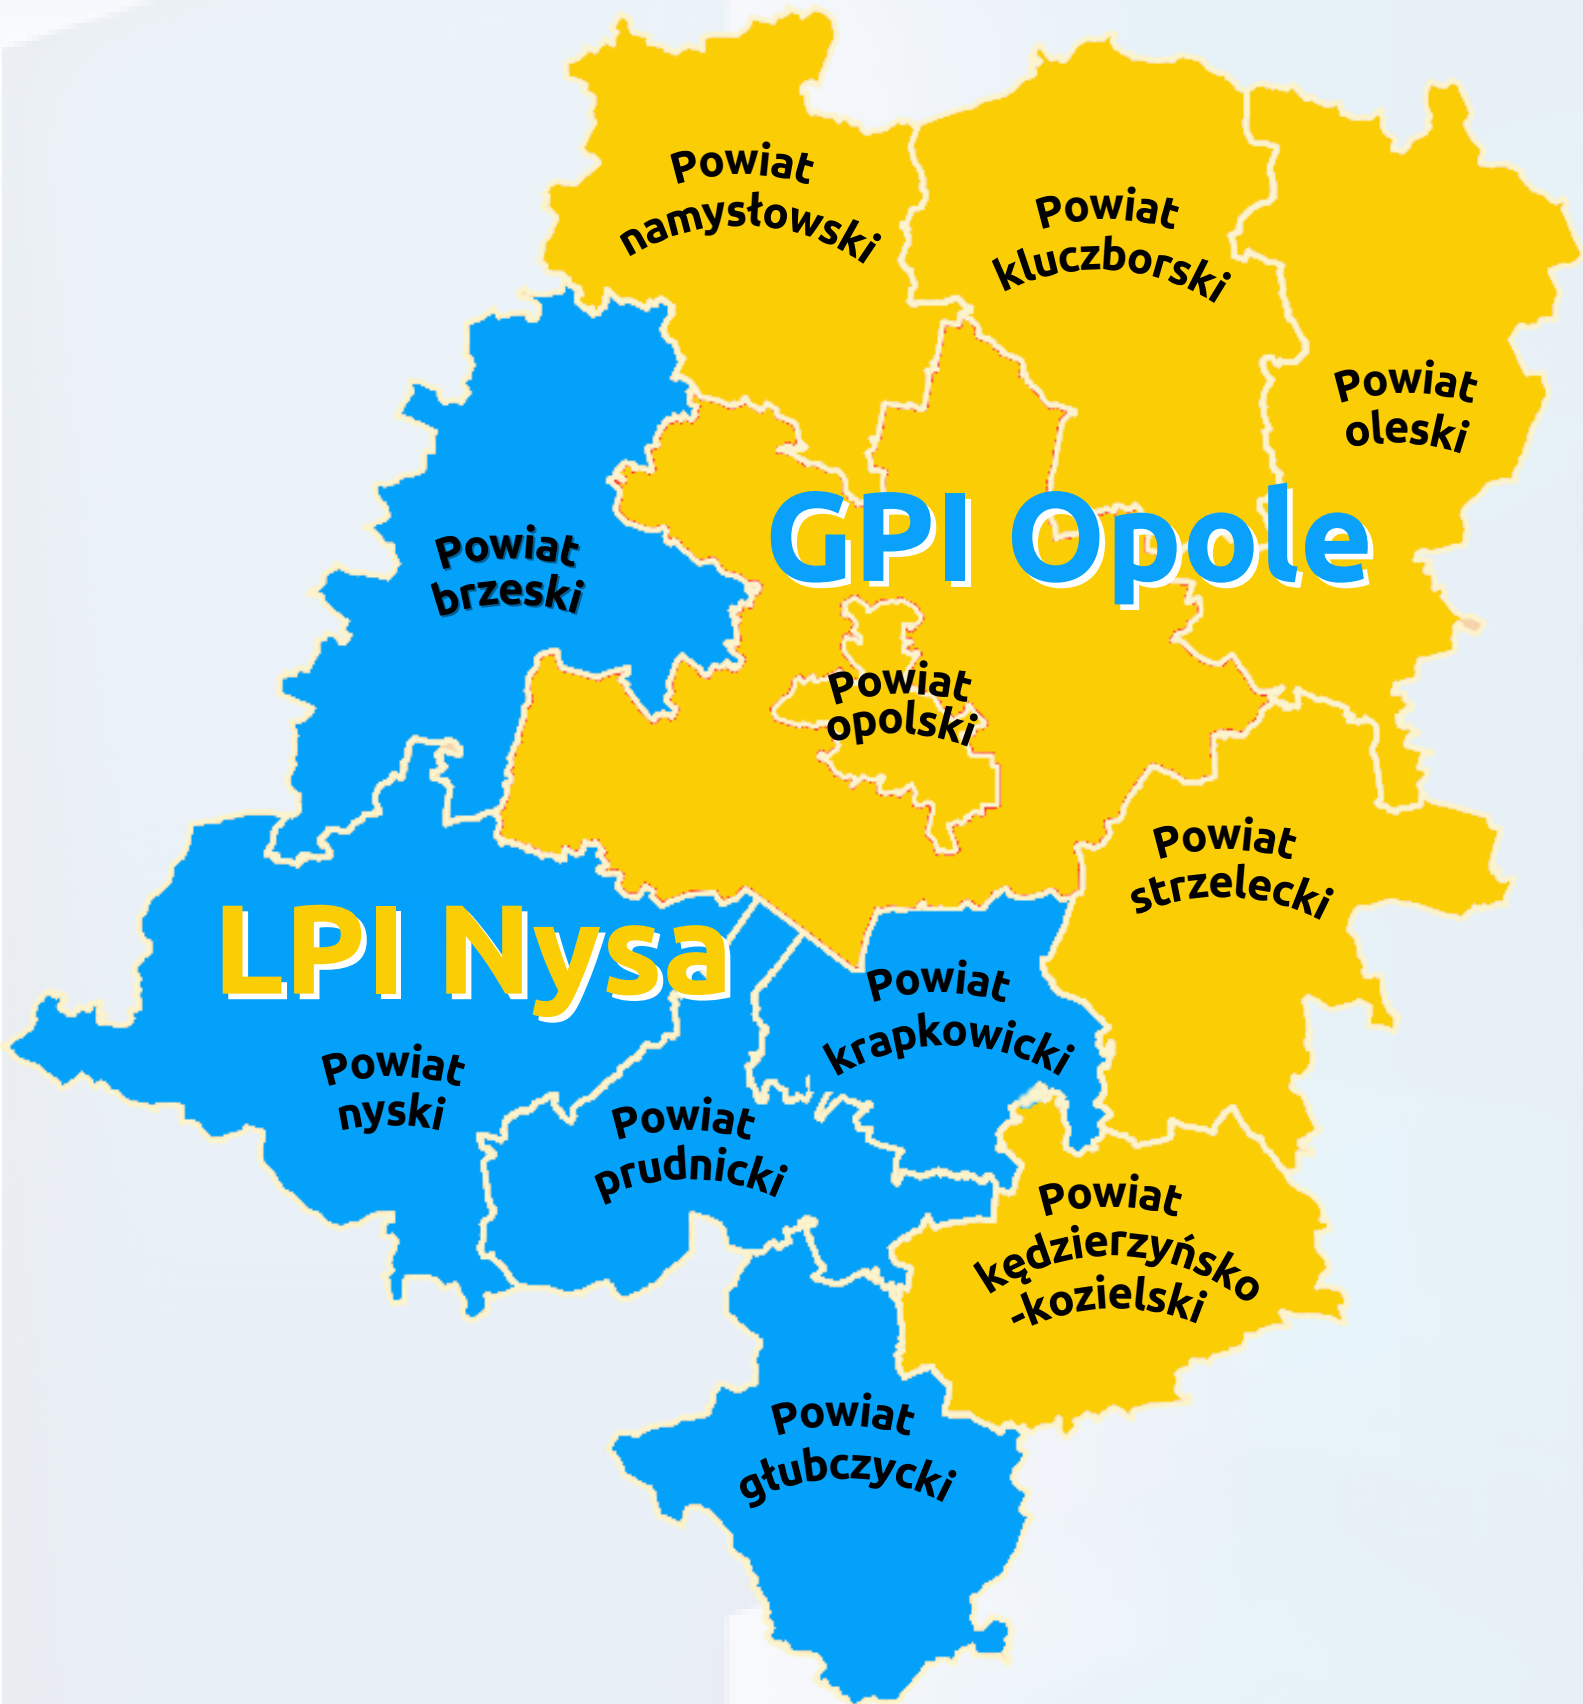 Powiat
namysłowski
Powiat
kluczborski
Powiat
oleski
GPI Opole
Powiat
brzeski
Powiat
opolski
Powiat
strzelecki
LPI Nysa
Powiat
krapkowicki
Powiat
nyski
Powiat
prudnicki
Powiat
kędzierzyńsko
-kozielski
Powiat
głubczycki